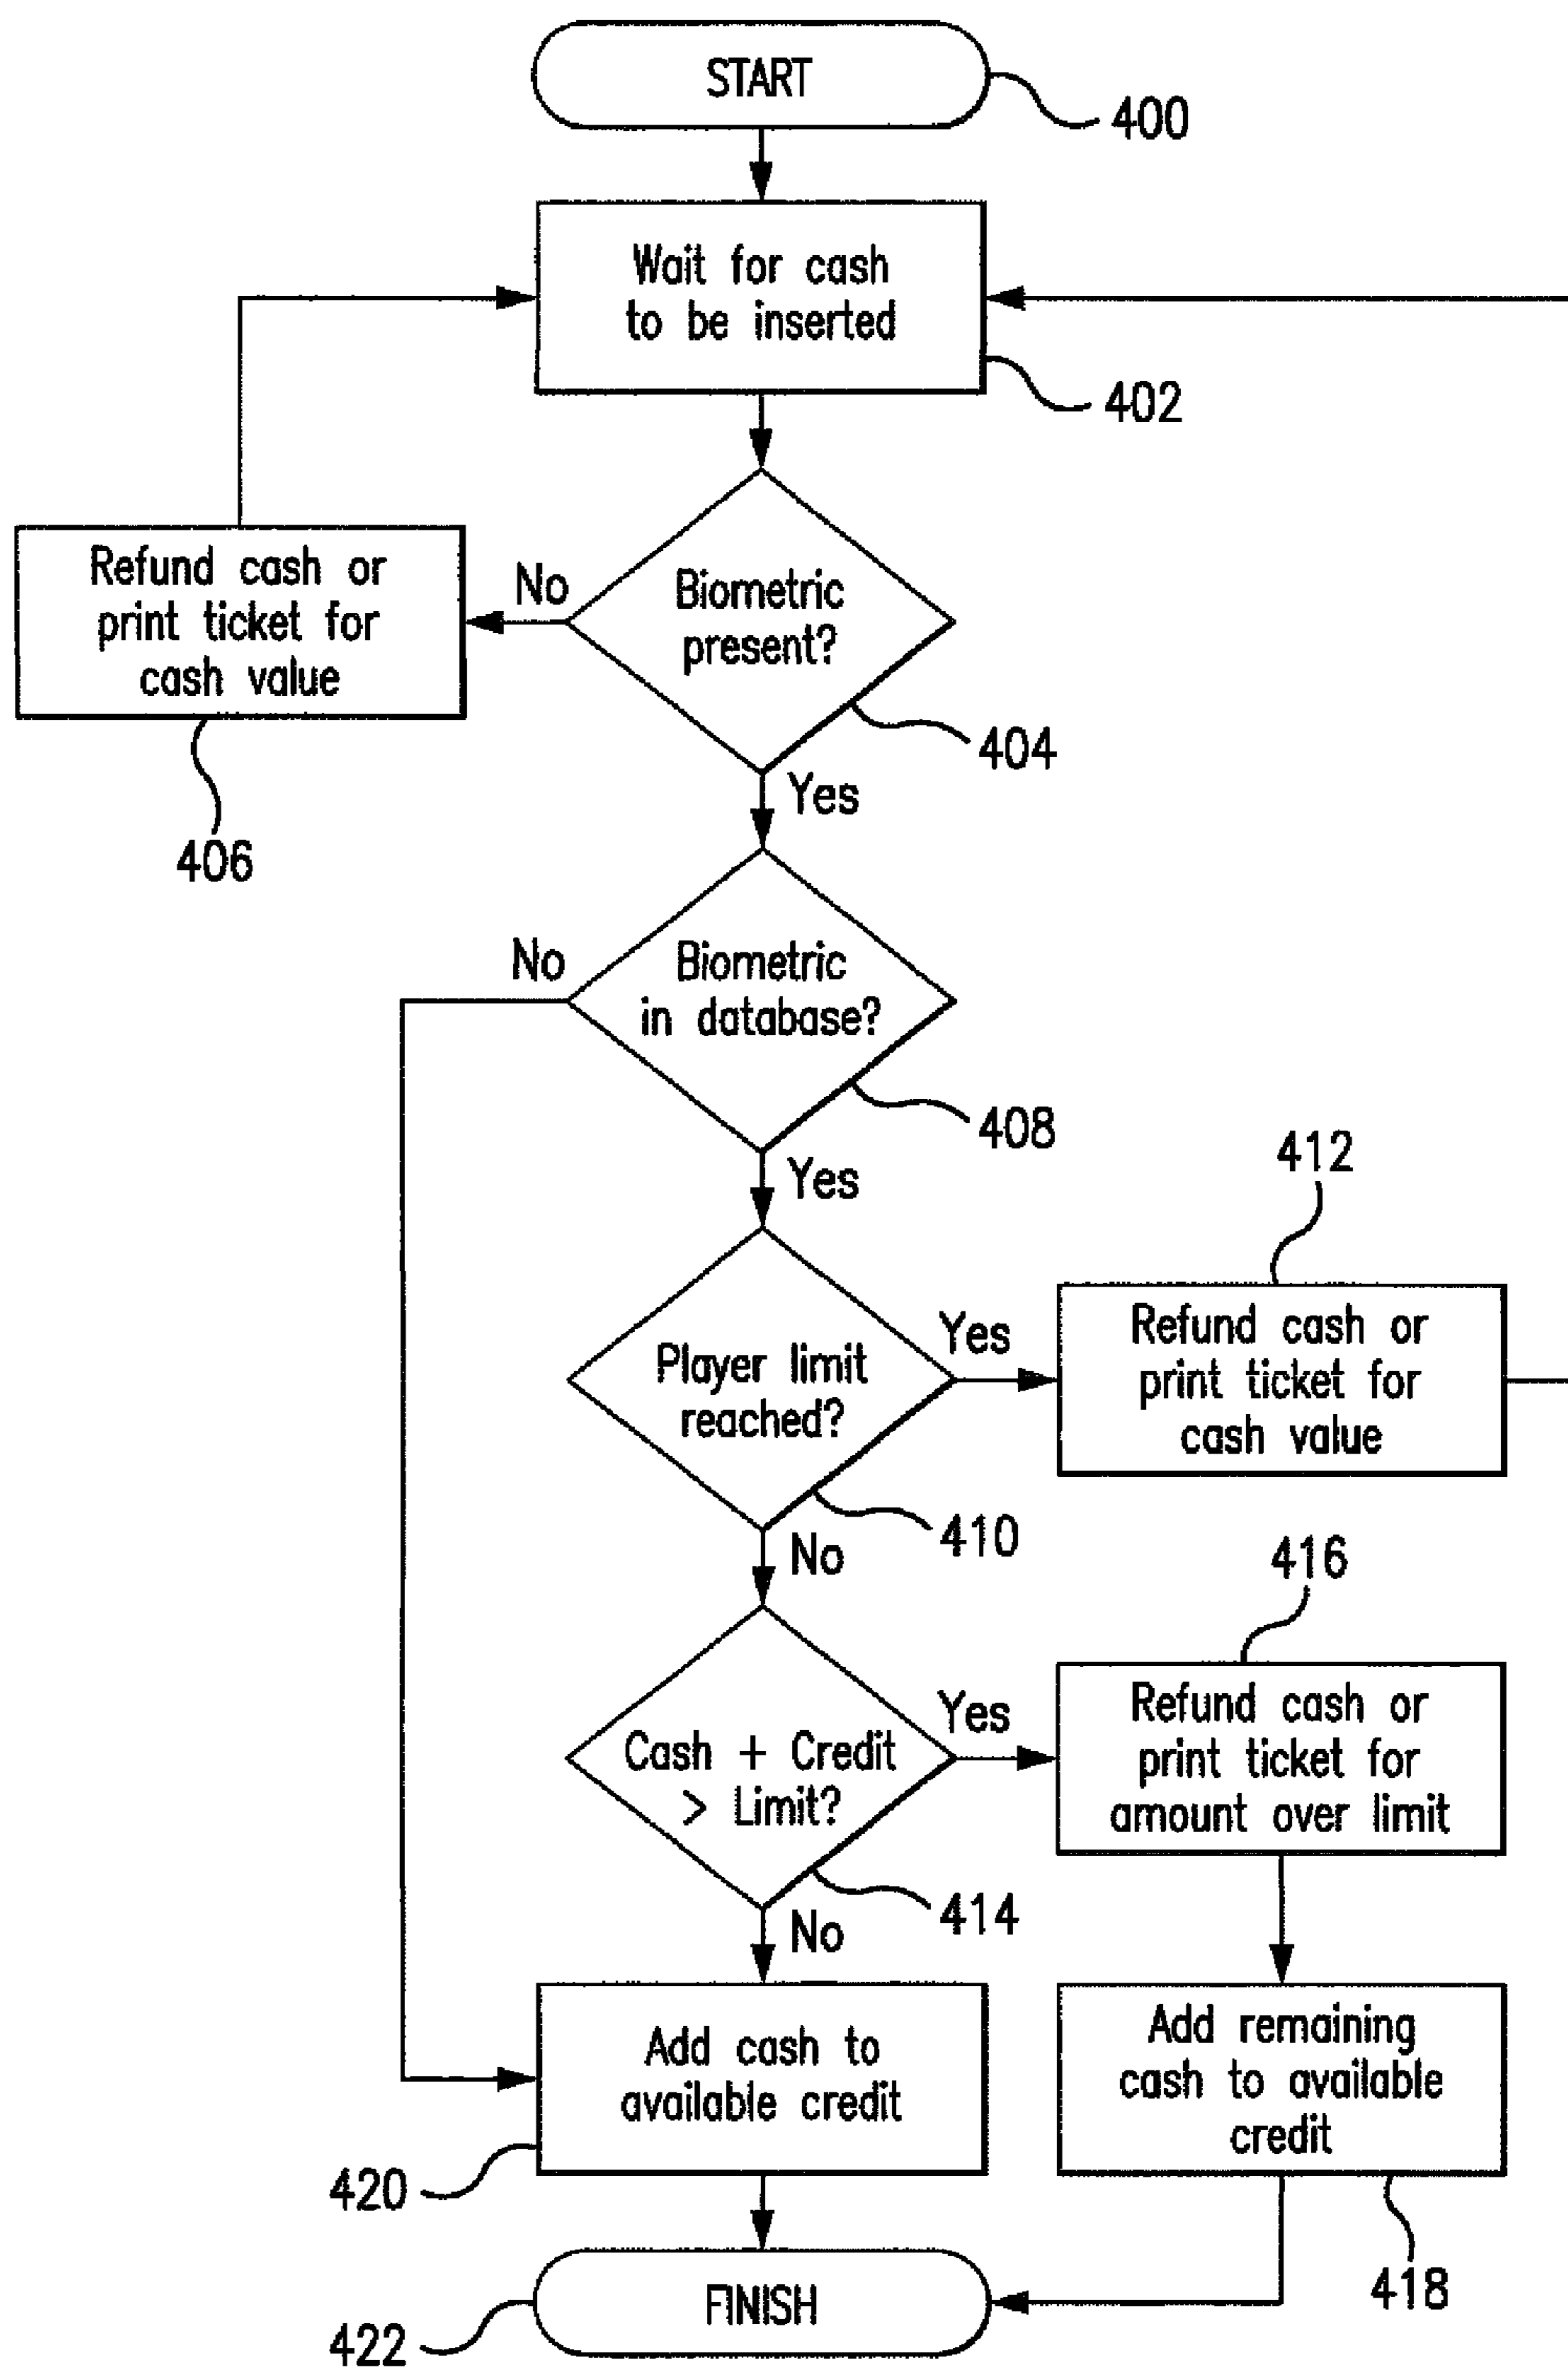 START
400
Wait for cash
to be inserted
402
Refund cash or
print ticket for
cash value
406
No
Biometric
present?
404
Yes
No
Biometric
in database?
408
Yes
412
Player limit
reached?
Yes
Refund cash or
print ticket for
cash value
410
No
416
Cash + Credit
> Limit?
Yes
Refund cash or
print ticket for
amount over limit
414
No
Add cash to
available credit
420
Add remaining
cash to available
credit
418
FINISH
422